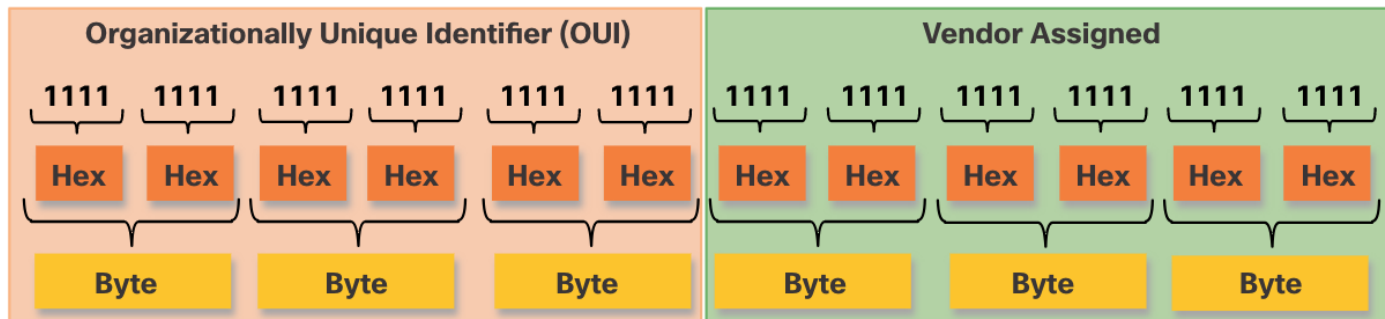 Organizationally Unique Identifier (OUI) Vendor Assigned
1111 1111 1111 1111 1111 1111 1111 1111 1111 1111 1111 1111
Hex Hex Hex Hex Hex Hex Hex Hex Hex Hex Hex Hex
Byte Byte Byte Byte Byte Byte